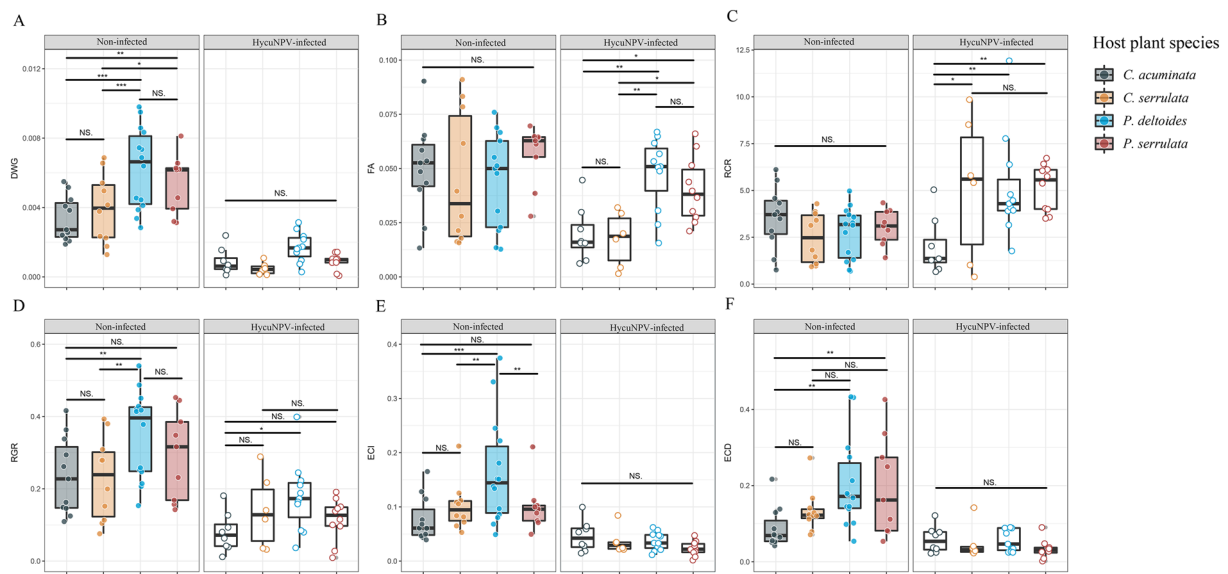 A
Non-infected
HycuNPV-infected
DWG
0.012
0.008
0.004
0.000
**
*
***
***
NS.
NS.
NS.
B
Non-infected
HycuNPV-infected
FA
0.100
0.075
0.050
0.025
0.000
NS.
*
**
*
**
NS.
NS.
C
Non-infected
HycuNPV-infected
RCR
12.5
10.0
7.5
5.0
2.5
0.0
NS.
**
**
*
NS.
Host plant species
C. acuminata
C. serrulata
P. deltoides
P. serrulata
D
Non-infected
HycuNPV-infected
RGR
0.6
0.4
0.2
0.0
NS.
**
**
NS.
NS.
NS.
NS.
*
NS.
E
Non-infected
HycuNPV-infected
ECI
0.4
0.3
0.2
0.1
0.0
NS.
***
**
**
NS.
NS.
F
Non-infected
HycuNPV-infected
ECD
0.4
0.2
0.0
**
NS.
NS.
**
NS.
NS.